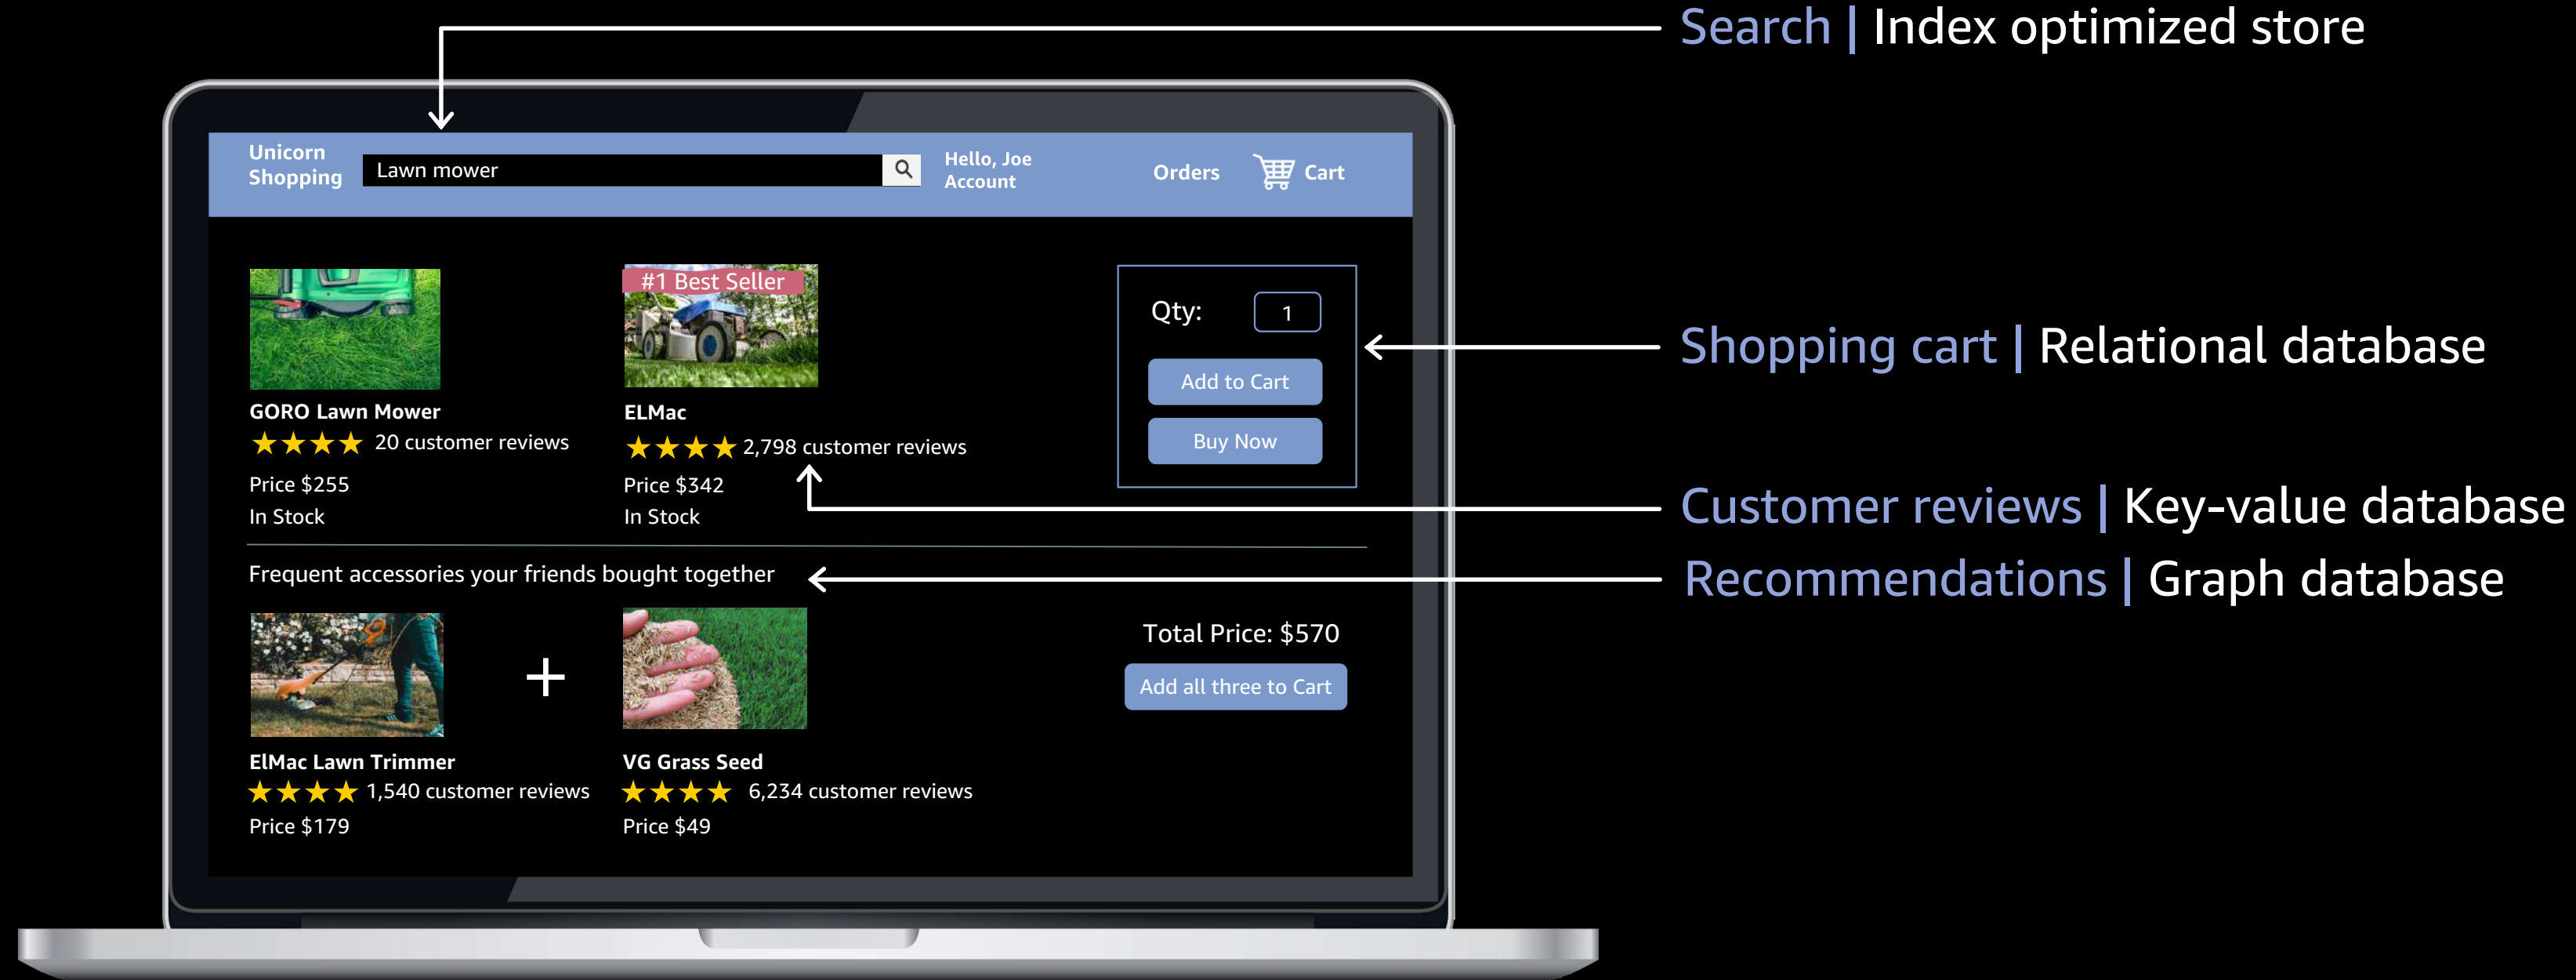 Search | Index optimized store
Unicorn
Shopping
Lawn mower
Hello, Joe
Account
Orders
Cart
#1 Best Seller
GORO Lawn Mower
20 customer reviews
Price $255
In Stock
ELMac
2,798 customer reviews
Price $342
In Stock
Qty:
1
Add to Cart
Buy Now
Shopping cart | Relational database
Customer reviews | Key-value database
Recommendations | Graph database
Frequent accessories your friends bought together
+
ElMac Lawn Trimmer
1,540 customer reviews
Price $179
VG Grass Seed
6,234 customer reviews
Price $49
Total Price: $570
Add all three to Cart